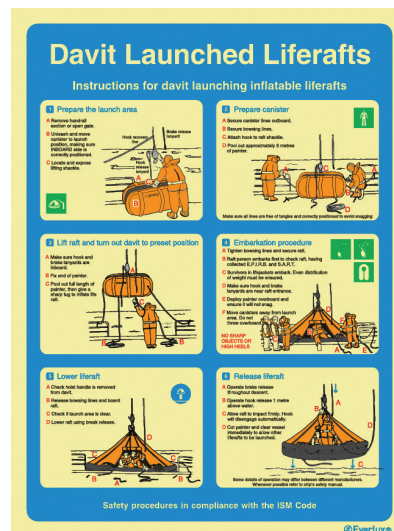 Davit Launched Liferafts
Instructions for davit launching inflatable liferafts
1 Prepare the launch area
A Remove handrail
section or open gate.
B Unleash and move
canister to launch
position, making sure
INBOARD side is
correctly positioned.
C Locate and expose
lifting shackle.
Hook recovery
line
Brake release
lanyard
Hook
release
lanyard
A
C
B
2 Prepare canister
A Secure canister lines outboard.
B Secure bowsing lines.
C Attach hook to raft shackle.
D Pool out approximately 5 metres
of painter.
A
C
A
B
B
D
Make sure all lines are free of tangles and correctly positioned to avoid snagging
3 Lift raft and turn out davit to preset position
A Make sure hook and
brake lanyards are
inboard.
B Fix end of painter.
C Pool out full length of
painter, then give a
sharp tug to inflate life
raft.
A
C
B
B
4 Embarkation procedure
A Tighten bowsing lines and secure raft.
B Raft person embarks first to check raft, having
collected E.P.I.R.B. and S.A.R.T.
C Survivors in lifejackets embark. Even distribution
of weight must be ensured.
D Make sure hook and brake
lanyards are near raft entrance.
E Deploy painter overboard and
ensure it will not snag.
F Move canisters away from launch
area. Do not
throw overboard.
NO SHARP
OBJECTS OR
HIGH HEELS
D
B
C
F
A
A
E
5 Lower liferaft
A Check hoist handle is removed
from davit.
B Release bowsing lines and board
raft.
C Check if launch area is clear.
D Lower raft using break release.
D
C
B
B
A
6 Release liferaft
A Operate brake release
throughout descent.
B Operate hook release 1 metre
above water.
C Allow raft to impact firmly. Hook
will disengage automatically.
D Cut painter and clear vessel
immediately to allow other
liferafts to be launched.
A
B
D
C
Some details of operation may differ between different manufacturers.
Whenever possible refer to ship's safety manual.
Safety procedures in compliance with the ISM Code
Everlux